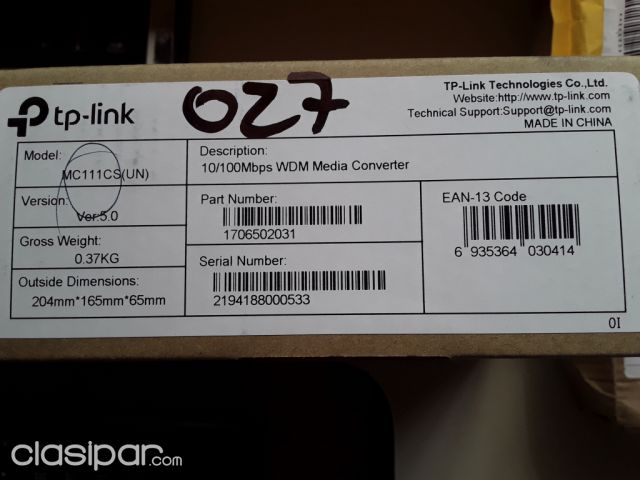 tp-link
027
TP-Link Technologies Co.,Ltd.
Website:http://www.tp-link.com
Technical Support:Support@tp-link.com
MADE IN CHINA
Model:
MC111CS(UN)
Version:
Ver:5.0
Gross Weight:
0.37KG
Outside Dimensions:
204mm*165mm*65mm
Description:
10/100Mbps WDM Media Converter
Part Number:
1706502031
Serial Number:
2194188000533
EAN-13 Code
6 935364 030414
0I
clasipar.com